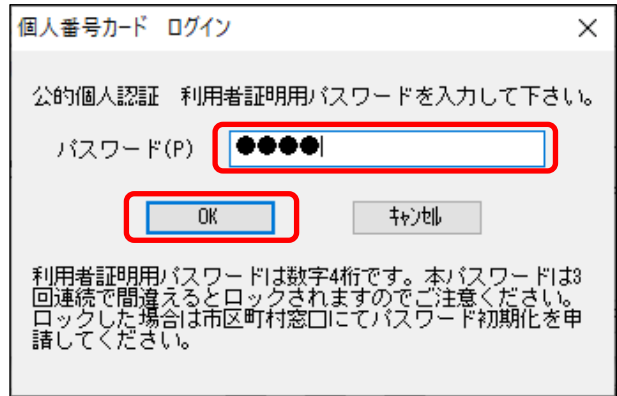 個人番号カード　ログイン
公的個人認証　利用者証明用パスワードを入力して下さい。
パスワード(P) ●●●●
OK ｷｬﾝｾﾙ
利用者証明用パスワードは数字4桁です。本パスワードは3
回連続で間違えるとロックされますのでご注意ください。
ロックした場合は市区町村窓口にてパスワード初期化を申
請してください。